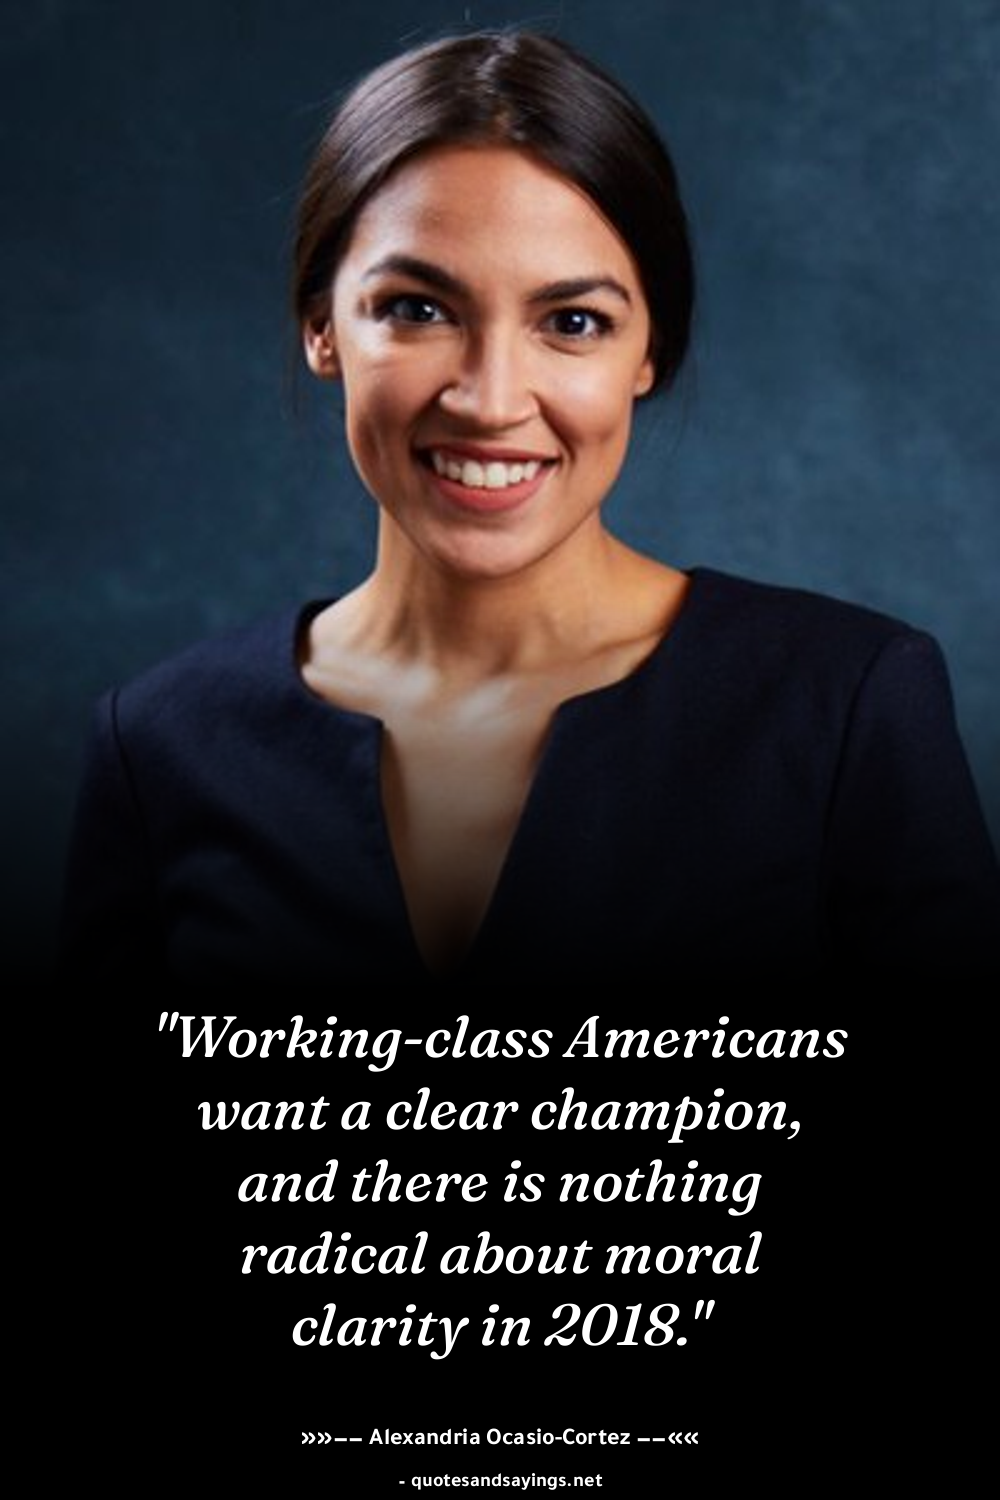 "Working-class Americans
want a clear champion,
and there is nothing
radical about moral
clarity in 2018."
»»–– Alexandria Ocasio-Cortez ––««
- quotesandsayings.net